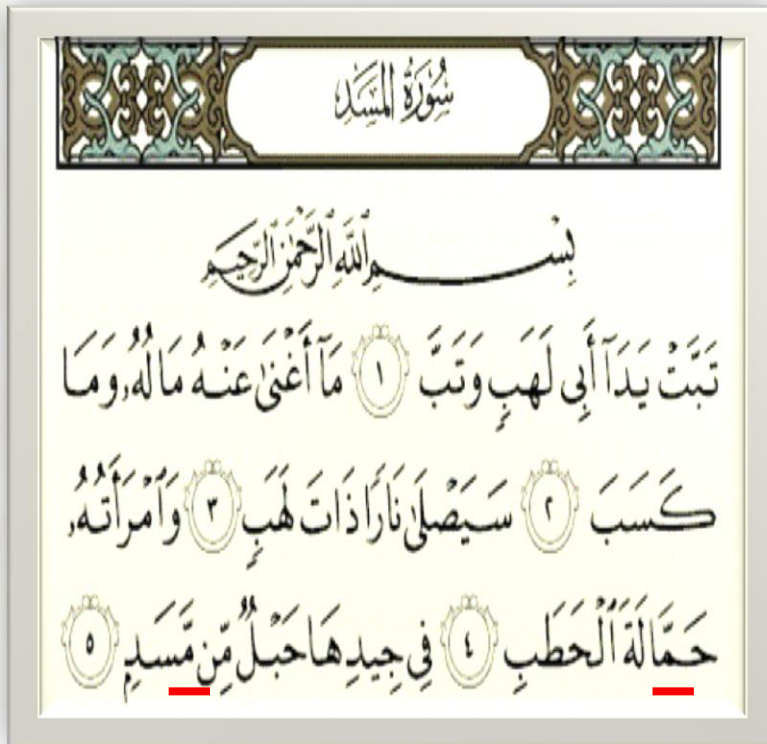 سُورَةُ المَسَدِ
بِسْمِ ٱللَّهِ ٱلرَّحْمَٰنِ ٱلرَّحِيمِ
تَبَّتْ يَدَآ أَبِى لَهَبٍ وَتَبَّ ١ مَآ أَغْنَىٰ عَنْهُ مَالُهُۥ وَمَا
كَسَبَ ٢ سَيَصْلَىٰ نَارًا ذَاتَ لَهَبٍ ٣ وَٱمْرَأَتُهُۥ
حَمَّالَةَ ٱلْحَطَبِ ٤ فِى جِيدِهَا حَبْلٌ مِّن مَّسَدٍۭ ٥